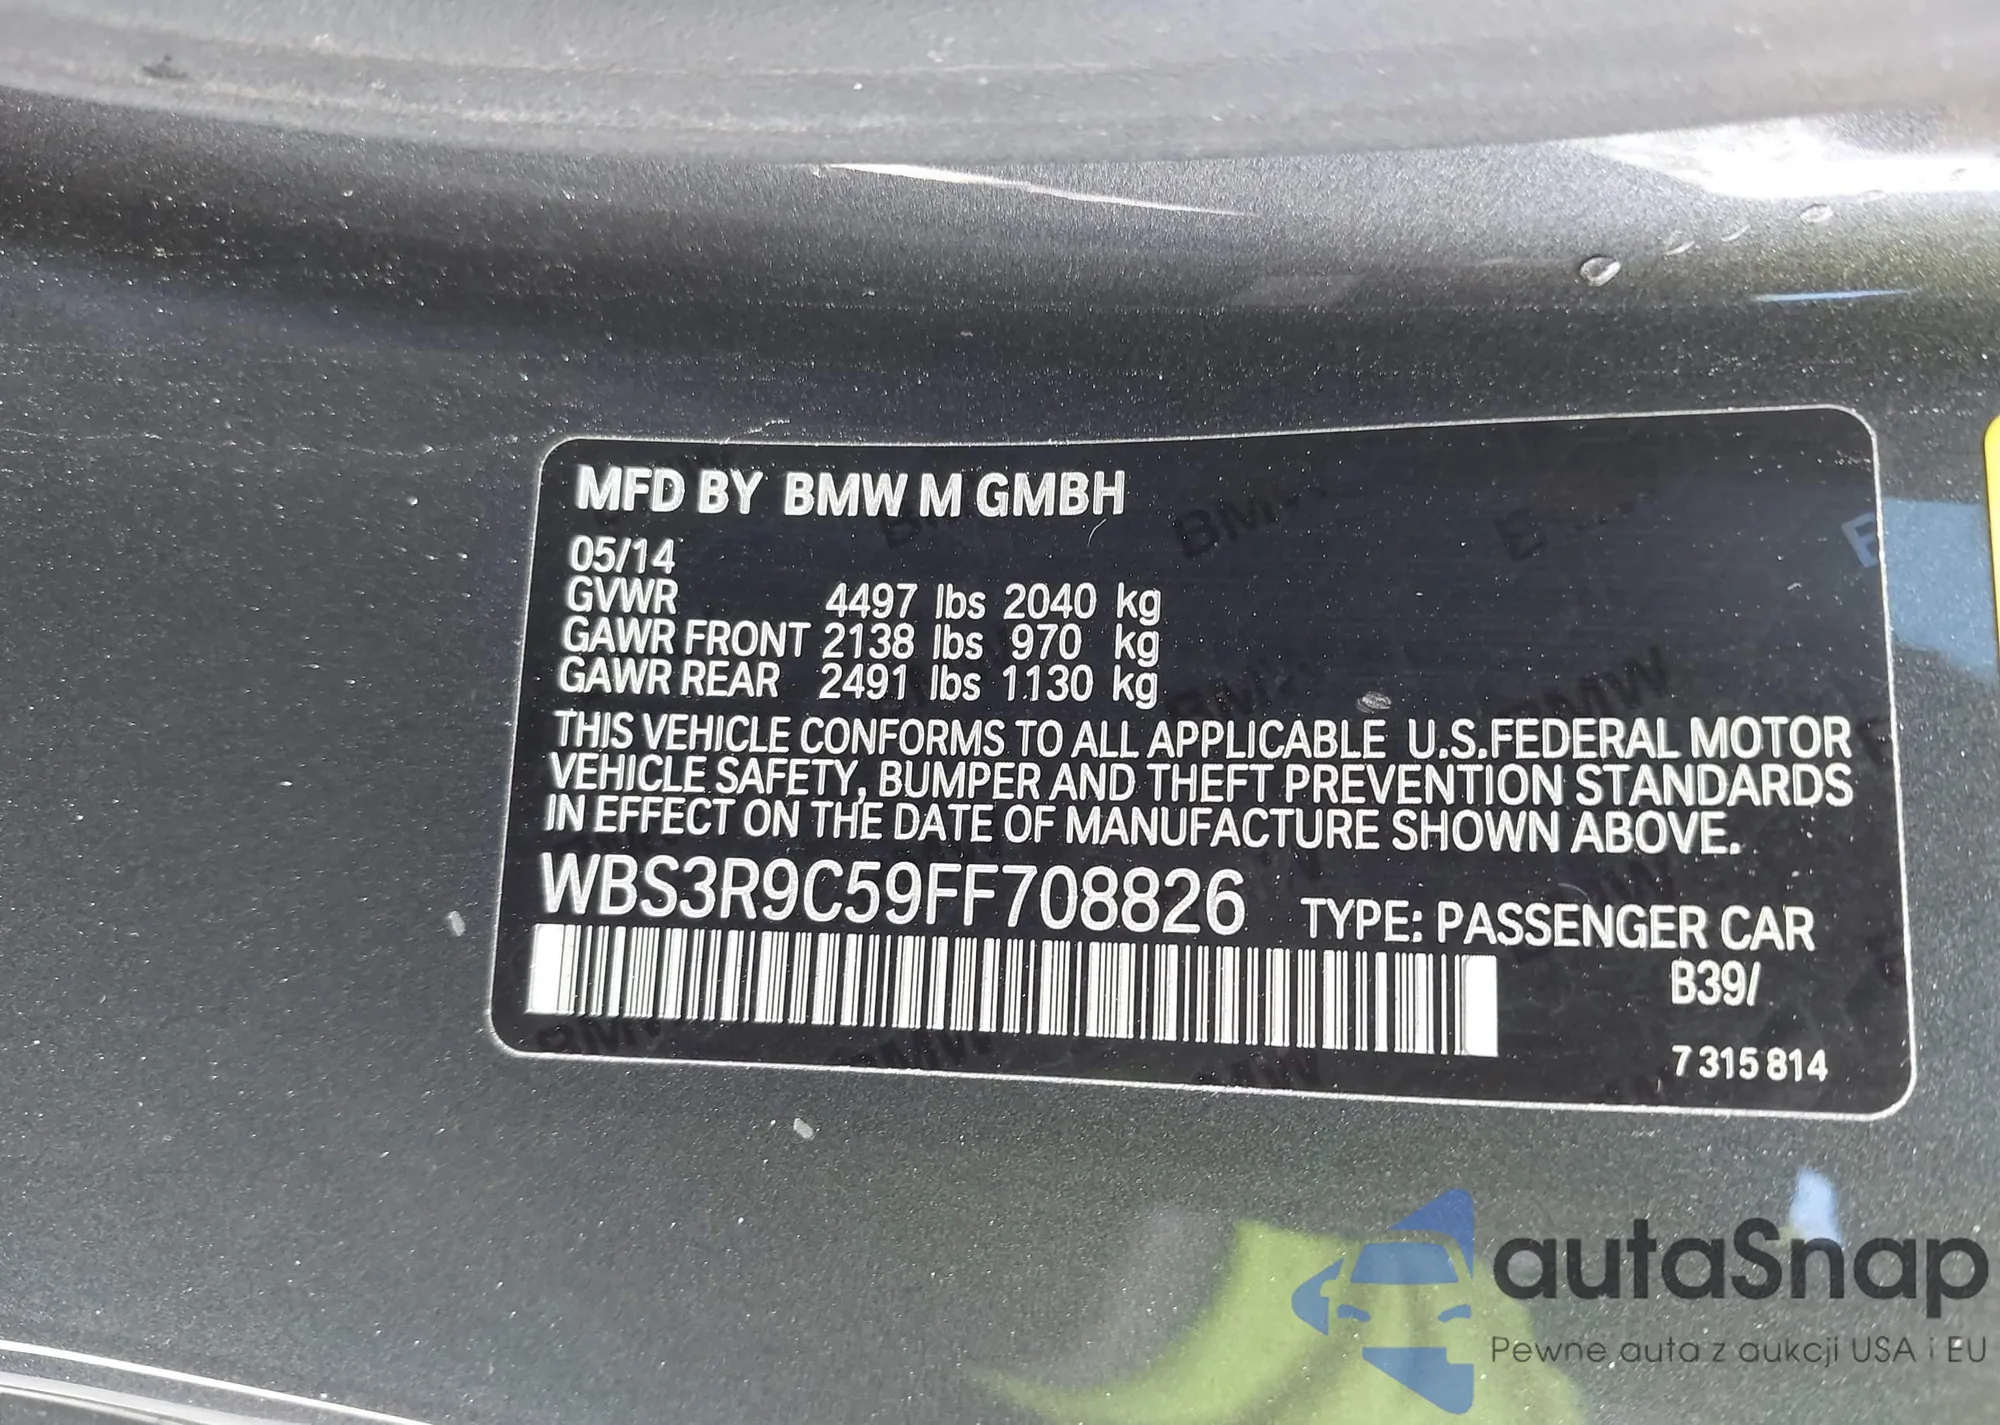 MFD BY BMW M GMBH
05/14
GVWR 4497 lbs 2040 kg
GAWR FRONT 2138 lbs 970 kg
GAWR REAR 2491 lbs 1130 kg
THIS VEHICLE CONFORMS TO ALL APPLICABLE U.S.FEDERAL MOTOR
VEHICLE SAFETY, BUMPER AND THEFT PREVENTION STANDARDS
IN EFFECT ON THE DATE OF MANUFACTURE SHOWN ABOVE.
WBS3R9C59FF708826 TYPE: PASSENGER CAR
B39/
7 315 814
autaSnap
Pewne auta z aukcji USA i EU